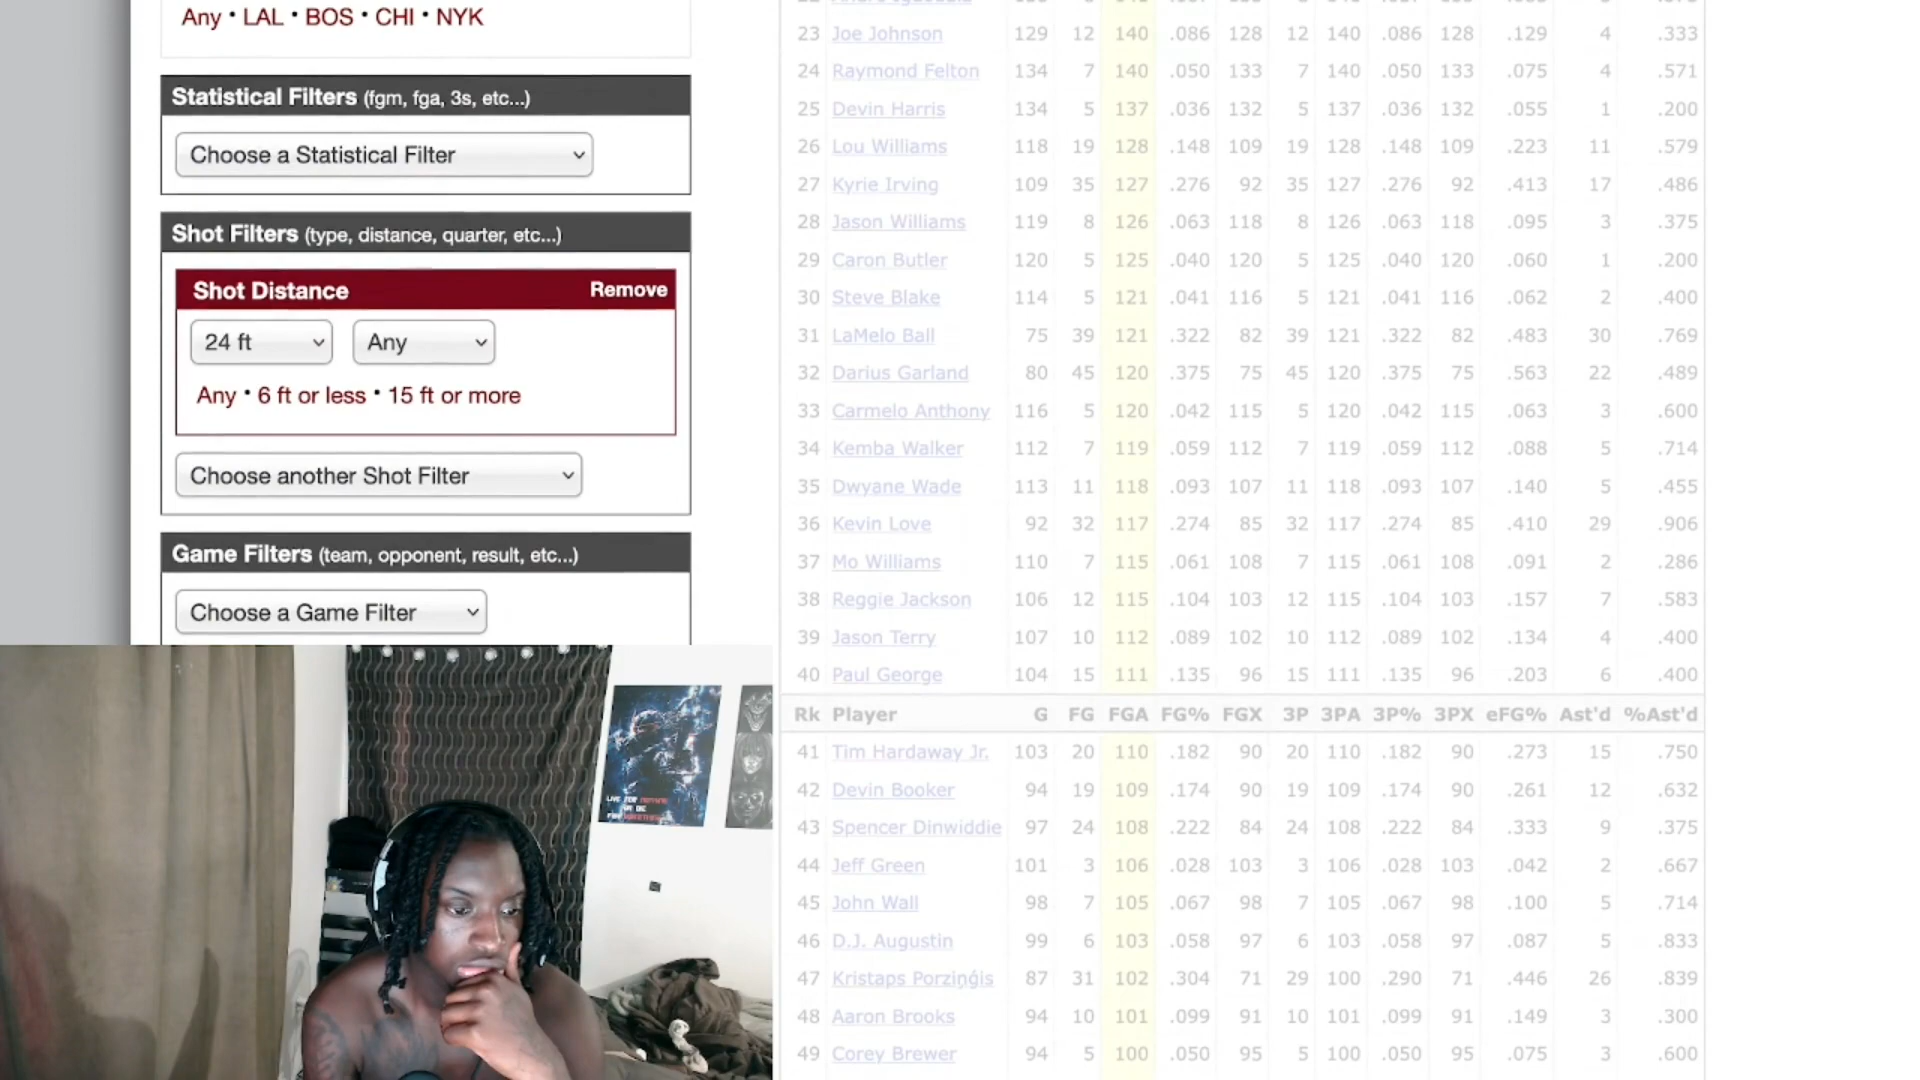 Any • LAL • BOS • CHI • NYK
Statistical Filters (fgm, fga, 3s, etc...)
Choose a Statistical Filter
Shot Filters (type, distance, quarter, etc...)
Shot Distance Remove
24 ft Any
Any • 6 ft or less • 15 ft or more
Choose another Shot Filter
Game Filters (team, opponent, result, etc...)
Choose a Game Filter
23 Joe Johnson 129 12 140 .086 128 12 140 .086 128 .129 4 .333
24 Raymond Felton 134 7 140 .050 133 7 140 .050 133 .075 4 .571
25 Devin Harris 134 5 137 .036 132 5 137 .036 132 .055 1 .200
26 Lou Williams 118 19 128 .148 109 19 128 .148 109 .223 11 .579
27 Kyrie Irving 109 35 127 .276 92 35 127 .276 92 .413 17 .486
28 Jason Williams 119 8 126 .063 118 8 126 .063 118 .095 3 .375
29 Caron Butler 120 5 125 .040 120 5 125 .040 120 .060 1 .200
30 Steve Blake 114 5 121 .041 116 5 121 .041 116 .062 2 .400
31 LaMelo Ball 75 39 121 .322 82 39 121 .322 82 .483 30 .769
32 Darius Garland 80 45 120 .375 75 45 120 .375 75 .563 22 .489
33 Carmelo Anthony 116 5 120 .042 115 5 120 .042 115 .063 3 .600
34 Kemba Walker 112 7 119 .059 112 7 119 .059 112 .088 5 .714
35 Dwyane Wade 113 11 118 .093 107 11 118 .093 107 .140 5 .455
36 Kevin Love 92 32 117 .274 85 32 117 .274 85 .410 29 .906
37 Mo Williams 110 7 115 .061 108 7 115 .061 108 .091 2 .286
38 Reggie Jackson 106 12 115 .104 103 12 115 .104 103 .157 7 .583
39 Jason Terry 107 10 112 .089 102 10 112 .089 102 .134 4 .400
40 Paul George 104 15 111 .135 96 15 111 .135 96 .203 6 .400
Rk Player G FG FGA FG% FGX 3P 3PA 3P% 3PX eFG% Ast'd %Ast'd
41 Tim Hardaway Jr. 103 20 110 .182 90 20 110 .182 90 .273 15 .750
42 Devin Booker 94 19 109 .174 90 19 109 .174 90 .261 12 .632
43 Spencer Dinwiddie 97 24 108 .222 84 24 108 .222 84 .333 9 .375
44 Jeff Green 101 3 106 .028 103 3 106 .028 103 .042 2 .667
45 John Wall 98 7 105 .067 98 7 105 .067 98 .100 5 .714
46 D.J. Augustin 99 6 103 .058 97 6 103 .058 97 .087 5 .833
47 Kristaps Porziņģis 87 31 102 .304 71 29 100 .290 71 .446 26 .839
48 Aaron Brooks 94 10 101 .099 91 10 101 .099 91 .149 3 .300
49 Corey Brewer 94 5 100 .050 95 5 100 .050 95 .075 3 .600
LIVE FOR
OR DIE
FOR